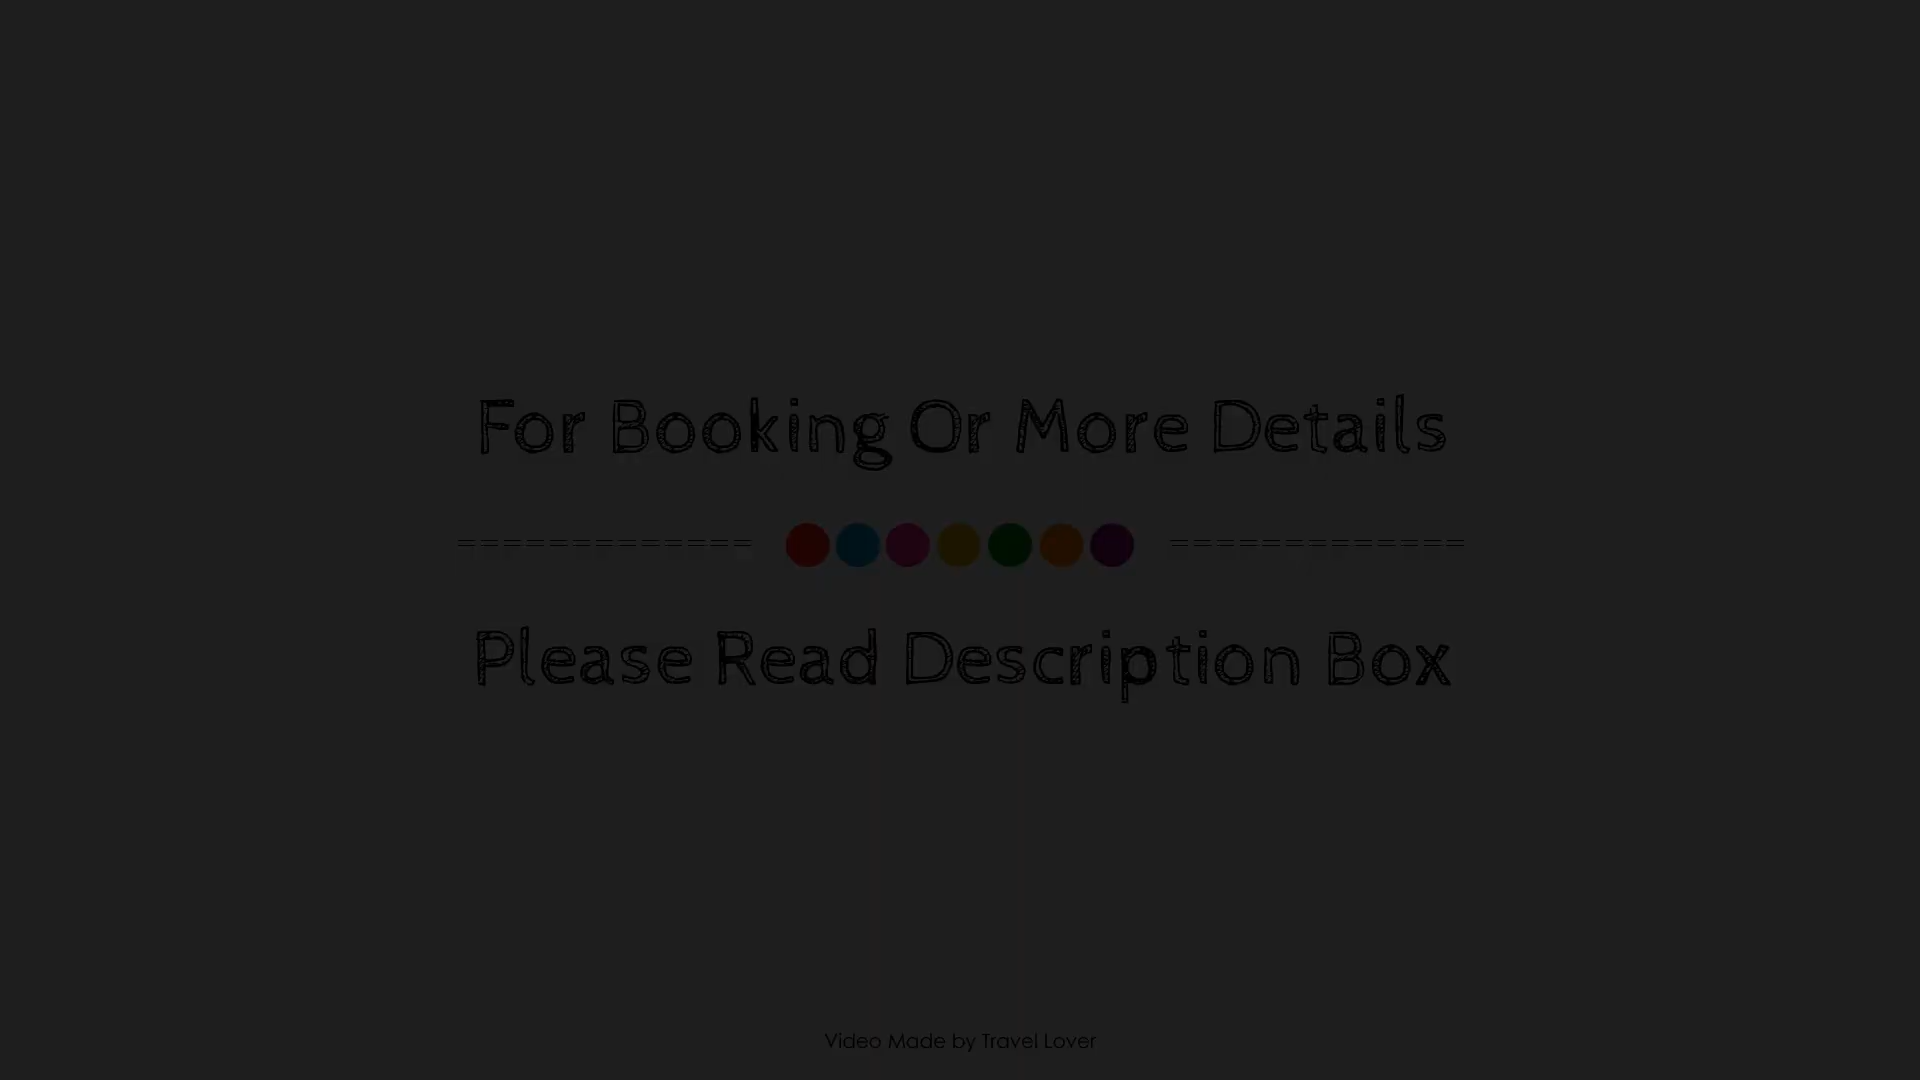 For Booking Or More Details
============= =============
Please Read Description Box
Video Made by Travel Lover